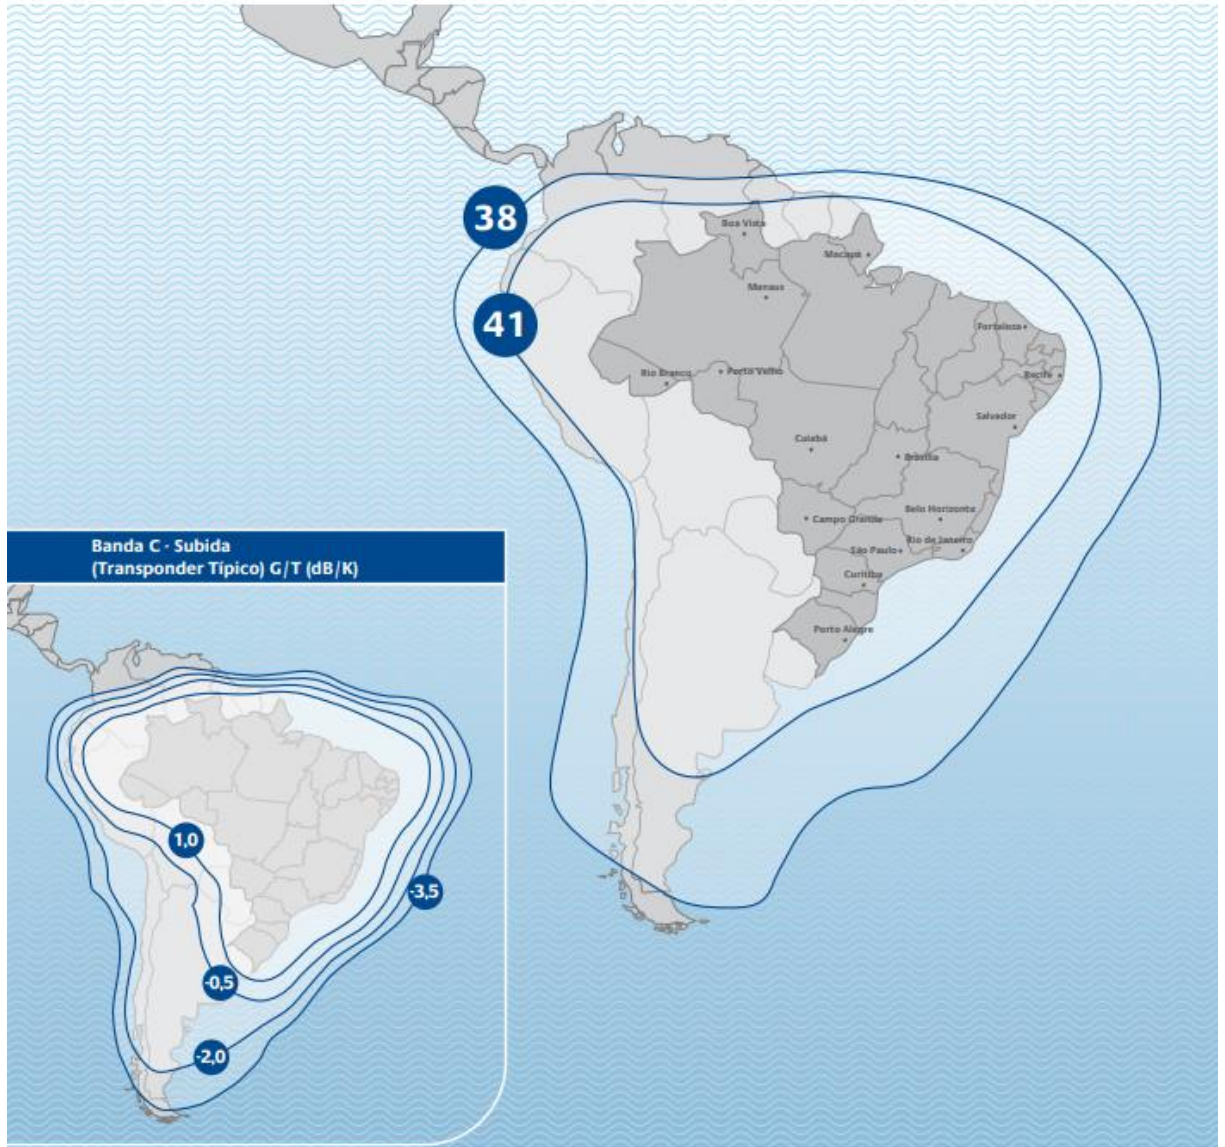 38
41
Boa Vista
Macapá
Manaus
Fortaleza
Rio Branco
Porto Velho
Recife
Salvador
Cuiabá
Brasília
Belo Horizonte
Campo Grande
Rio de Janeiro
São Paulo
Curitiba
Porto Alegre
Banda C - Subida
(Transponder Típico) G/T (dB/K)
1,0
-3,5
-0,5
-2,0